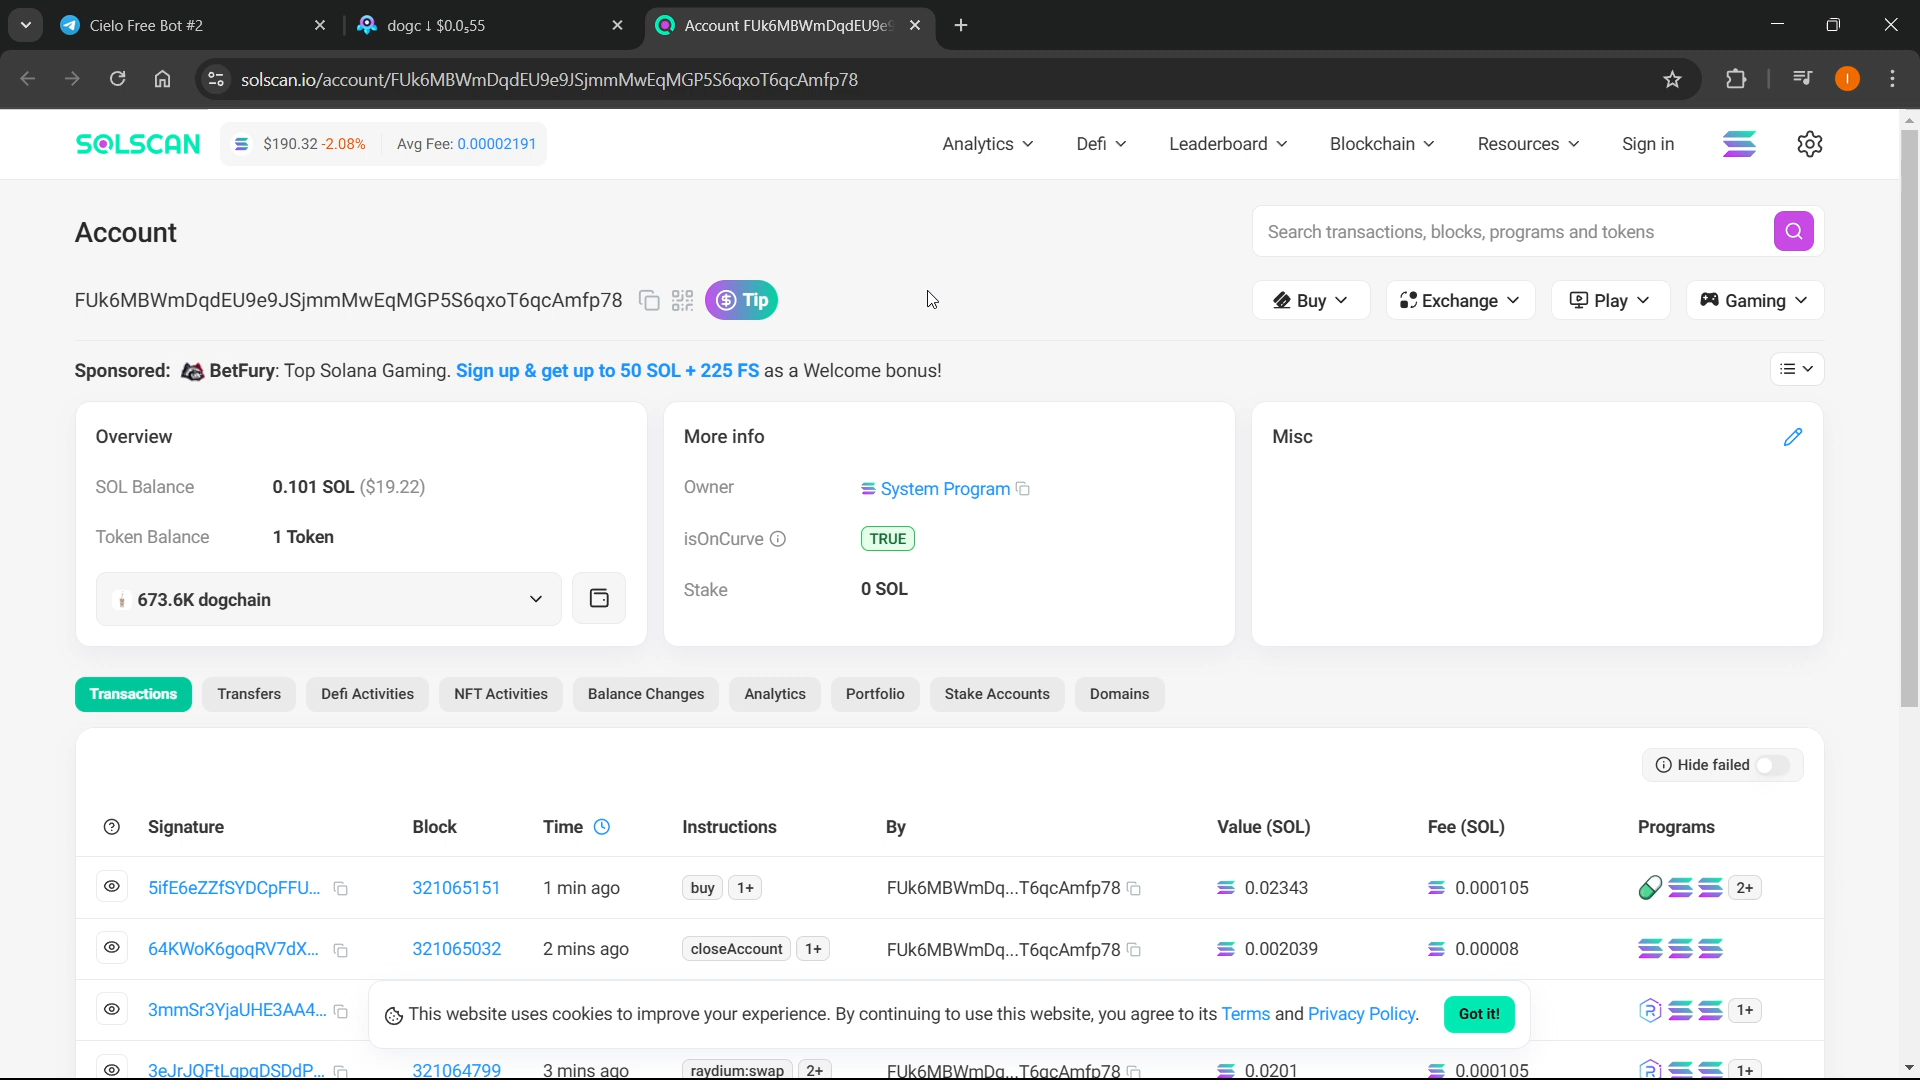 Cielo Free Bot #2
dogc ↓ $0.0₅55
Account FUk6MBWmDqdEU9e9
solscan.io/account/FUk6MBWmDqdEU9e9JSjmmMwEqMGP5S6qxoT6qcAmfp78
I
SOLSCAN
$190.32 -2.08%
Avg Fee: 0.00002191
Analytics
Defi
Leaderboard
Blockchain
Resources
Sign in
Account
Search transactions, blocks, programs and tokens
FUk6MBWmDqdEU9e9JSjmmMwEqMGP5S6qxoT6qcAmfp78
Tip
Buy
Exchange
Play
Gaming
Sponsored: BetFury: Top Solana Gaming. Sign up & get up to 50 SOL + 225 FS as a Welcome bonus!
Overview
SOL Balance 0.101 SOL ($19.22)
Token Balance 1 Token
673.6K dogchain
More info
Owner System Program
isOnCurve TRUE
Stake 0 SOL
Misc
Transactions
Transfers
Defi Activities
NFT Activities
Balance Changes
Analytics
Portfolio
Stake Accounts
Domains
Hide failed
Signature Block Time Instructions By Value (SOL) Fee (SOL) Programs
5ifE6eZZfSYDCpFFU... 321065151 1 min ago buy 1+ FUk6MBWmDq...T6qcAmfp78 0.02343 0.000105 2+
64KWoK6goqRV7dX... 321065032 2 mins ago closeAccount 1+ FUk6MBWmDq...T6qcAmfp78 0.002039 0.00008
3mmSr3YjaUHE3AA4... 1+
This website uses cookies to improve your experience. By continuing to use this website, you agree to its Terms and Privacy Policy.
Got it!
3eJrJQFtLqpgDSDdP... 321064799 3 mins ago raydium:swap 2+ FUk6MBWmDq...T6qcAmfp78 0.0201 0.000105 1+